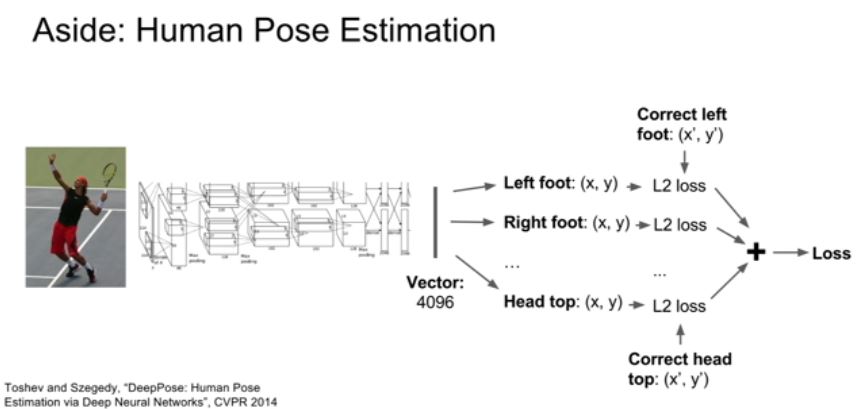 Aside: Human Pose Estimation
Correct left
foot: (x', y')
Left foot: (x, y)
L2 loss
Right foot: (x, y)
L2 loss
+
Loss
...
...
Vector:
4096
Head top: (x, y)
L2 loss
Correct head
top: (x', y')
Toshev and Szegedy, "DeepPose: Human Pose
Estimation via Deep Neural Networks", CVPR 2014